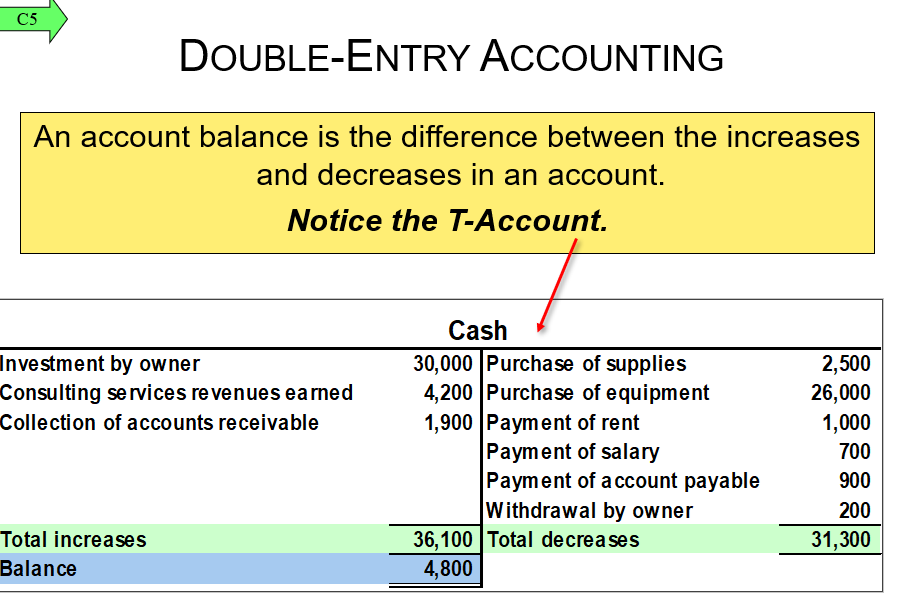 C5
DOUBLE-ENTRY ACCOUNTING
An account balance is the difference between the increases
and decreases in an account.
Notice the T-Account.
Cash
Investment by owner 30,000 Purchase of supplies 2,500
Consulting services revenues earned 4,200 Purchase of equipment 26,000
Collection of accounts receivable 1,900 Payment of rent 1,000
Payment of salary 700
Payment of account payable 900
Withdrawal by owner 200
Total increases 36,100 Total decreases 31,300
Balance 4,800